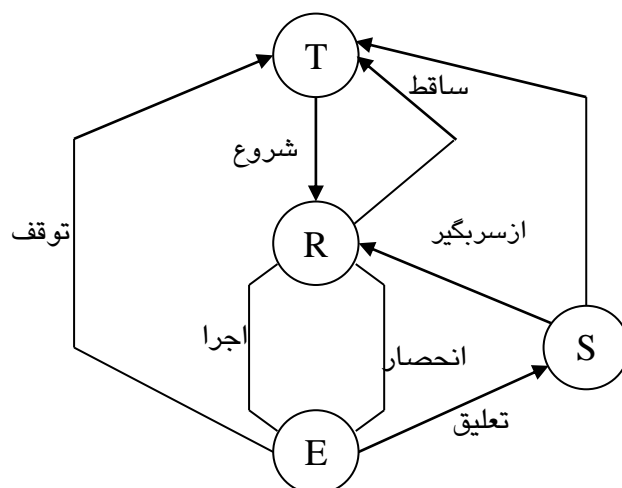 T
ساقط
شروع
توقف
R
ازسربگیر
اجرا
انحصار
S
تعلیق
E